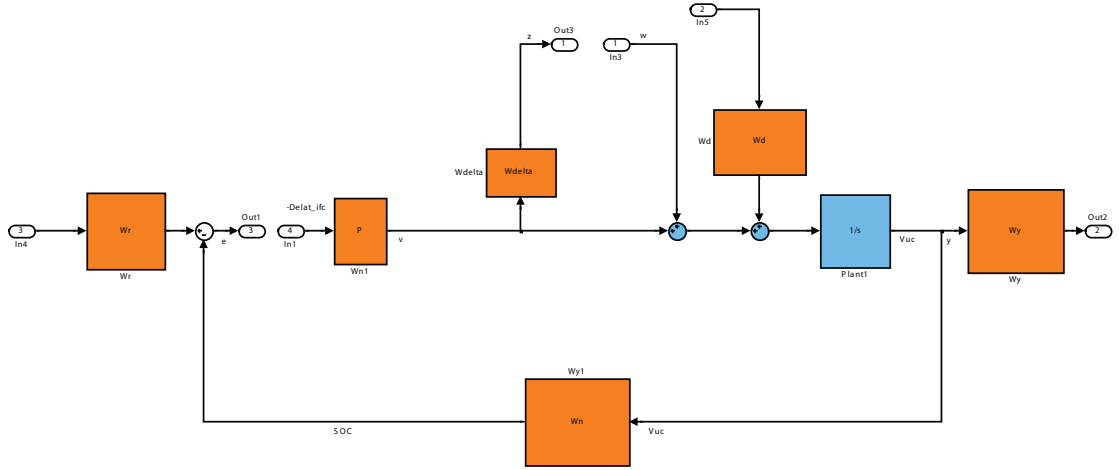 2
In5
Out3
z
1
1
w
In3
Wd
Wd
Wdelta
Wdelta
-Delat_ifc
3
In4
Wr
Wr
+
-
e
Out1
3
4
In1
P
Wn1
v
+
+
+
+
1/s
Plant1
Vuc
y
Wy
Wy
Out2
2
Wy1
Wn
SOC
Vuc